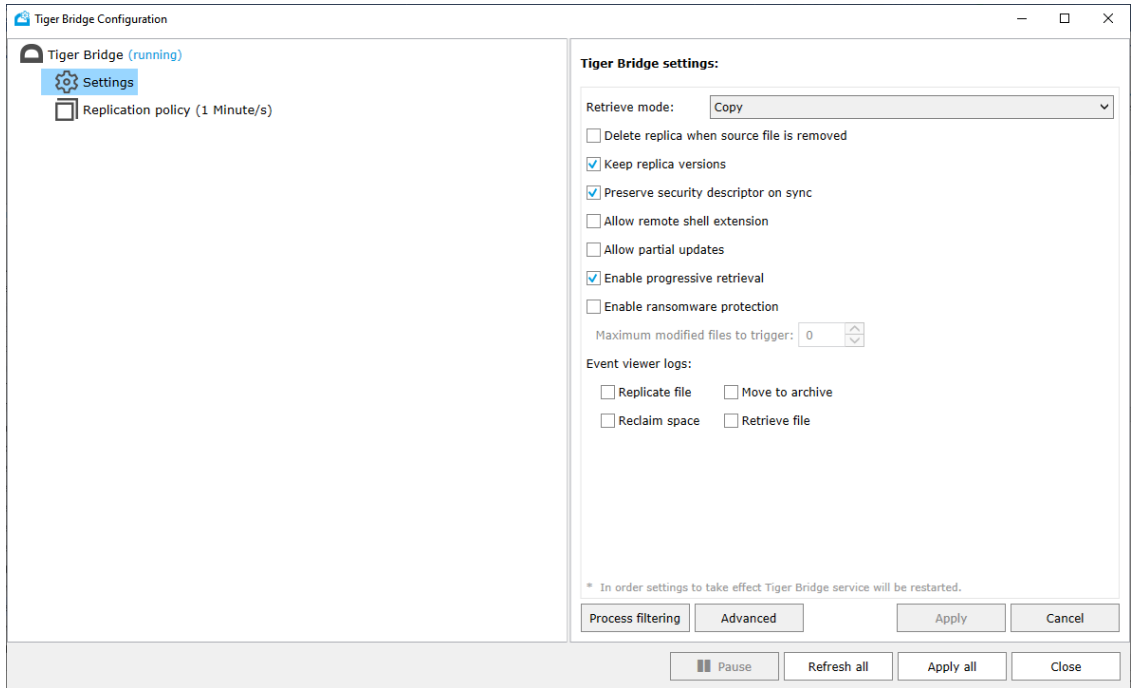 Tiger Bridge Configuration
Tiger Bridge (running)
Settings
Replication policy (1 Minute/s)
Tiger Bridge settings:
Retrieve mode: Copy
Delete replica when source file is removed
Keep replica versions
Preserve security descriptor on sync
Allow remote shell extension
Allow partial updates
Enable progressive retrieval
Enable ransomware protection
Maximum modified files to trigger: 0
Event viewer logs:
Replicate file Move to archive
Reclaim space Retrieve file
* In order settings to take effect Tiger Bridge service will be restarted.
Process filtering Advanced Apply Cancel
Pause Refresh all Apply all Close